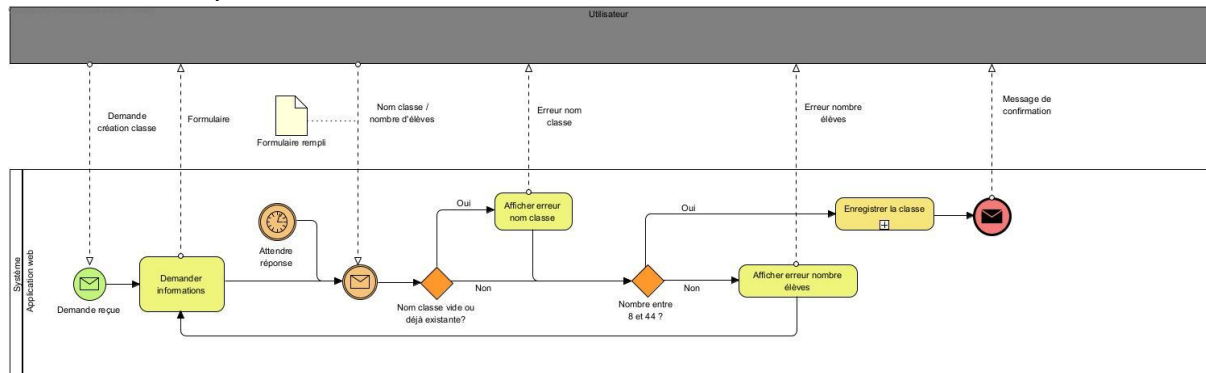 Utilisateur
Demande
création classe
Formulaire
Formulaire rempli
Nom classe /
nombre d'élèves
Erreur nom
classe
Erreur nombre
élèves
Message de
confirmation
Système
Application web
Demande reçue
Demander
informations
Attendre
réponse
Nom classe vide ou
déjà existante?
Oui
Non
Afficher erreur
nom classe
Nombre entre
8 et 44 ?
Oui
Non
Afficher erreur nombre
élèves
Enregistrer la classe